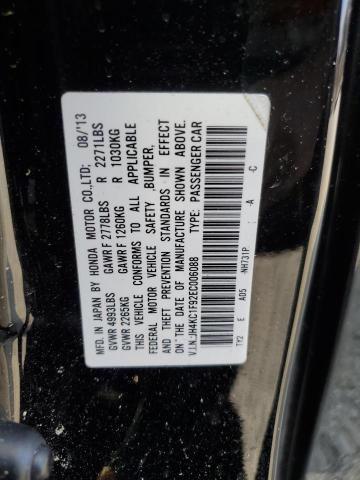 MFD. IN JAPAN BY HONDA MOTOR CO.,LTD; 08/'13
GVWR 4993LBS GAWR F 2778LBS R 2271LBS
GVWR 2265KG GAWR F 1260KG R 1030KG
THIS VEHICLE CONFORMS TO ALL APPLICABLE
FEDERAL MOTOR VEHICLE SAFETY ,BUMPER,
AND THEFT PREVENTION STANDARDS IN EFFECT
ON THE DATE OF MANUFACTURE SHOWN ABOVE.
V.I.N.:JH4KC1F92EC006088 TYPE: PASSENGER CAR
TY2 E A05 -NH731P. -A -C